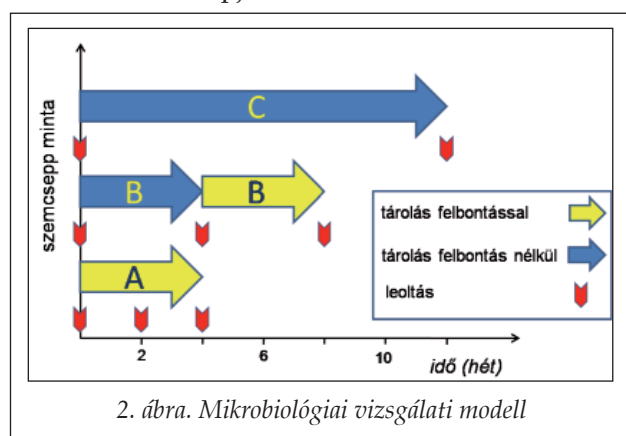 szemcsepp minta
C
B
B
A
tárolás felbontással
tárolás felbontás nélkül
leoltás
2
6
10
idő (hét)
2. ábra. Mikrobiológiai vizsgálati modell